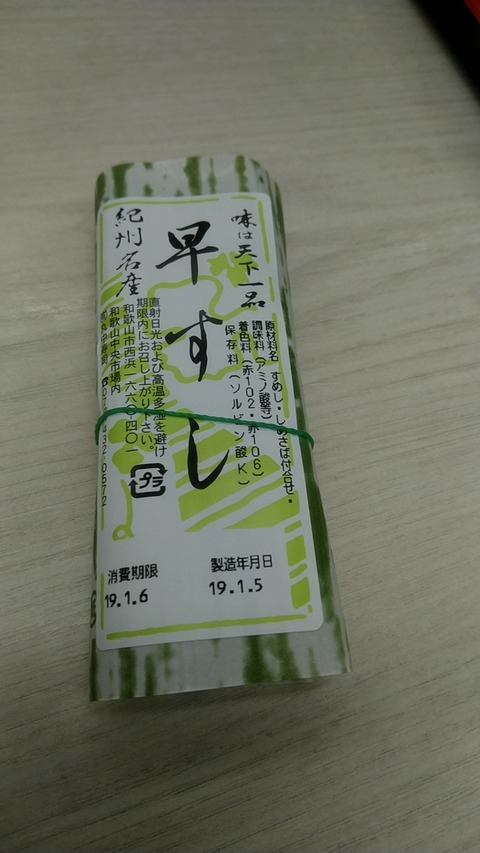 味は天下一品
早すし
紀州名産
原材料名 すめし・しめさば付合せ・
調味料(アミノ酸等)
着色料(赤102・赤106)
保存料(ソルビン酸K)
直射日光および高温多湿を避け
期限内にお召し上がり下さい。
和歌山市西浜一六六〇‐四〇一
和歌山中央市場内
432-0572
プラ
製造年月日
19.1.5
消費期限
19.1.6